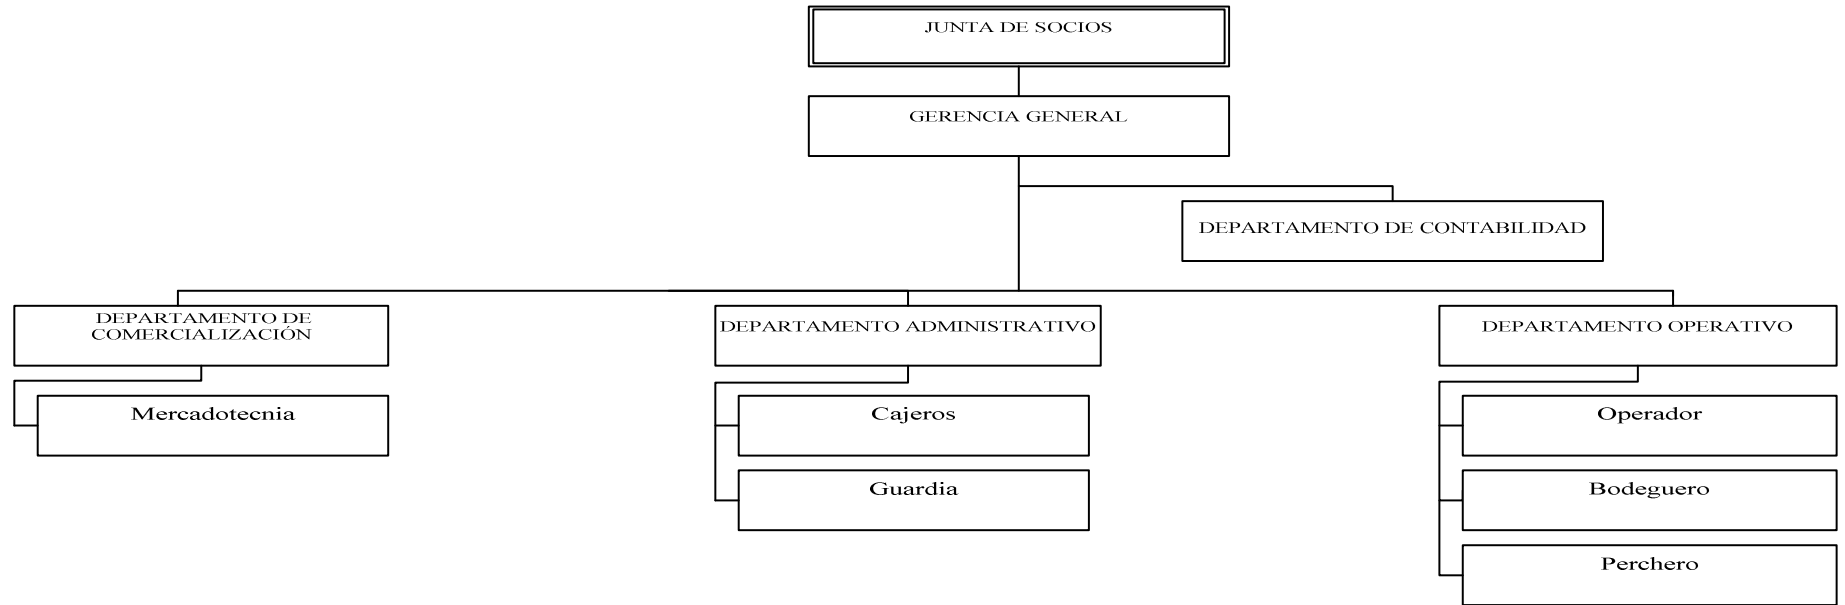 JUNTA DE SOCIOS
GERENCIA GENERAL
DEPARTAMENTO DE CONTABILIDAD
DEPARTAMENTO DE
COMERCIALIZACIÓN
Mercadotecnia
DEPARTAMENTO ADMINISTRATIVO
Cajeros
Guardia
DEPARTAMENTO OPERATIVO
Operador
Bodeguero
Perchero